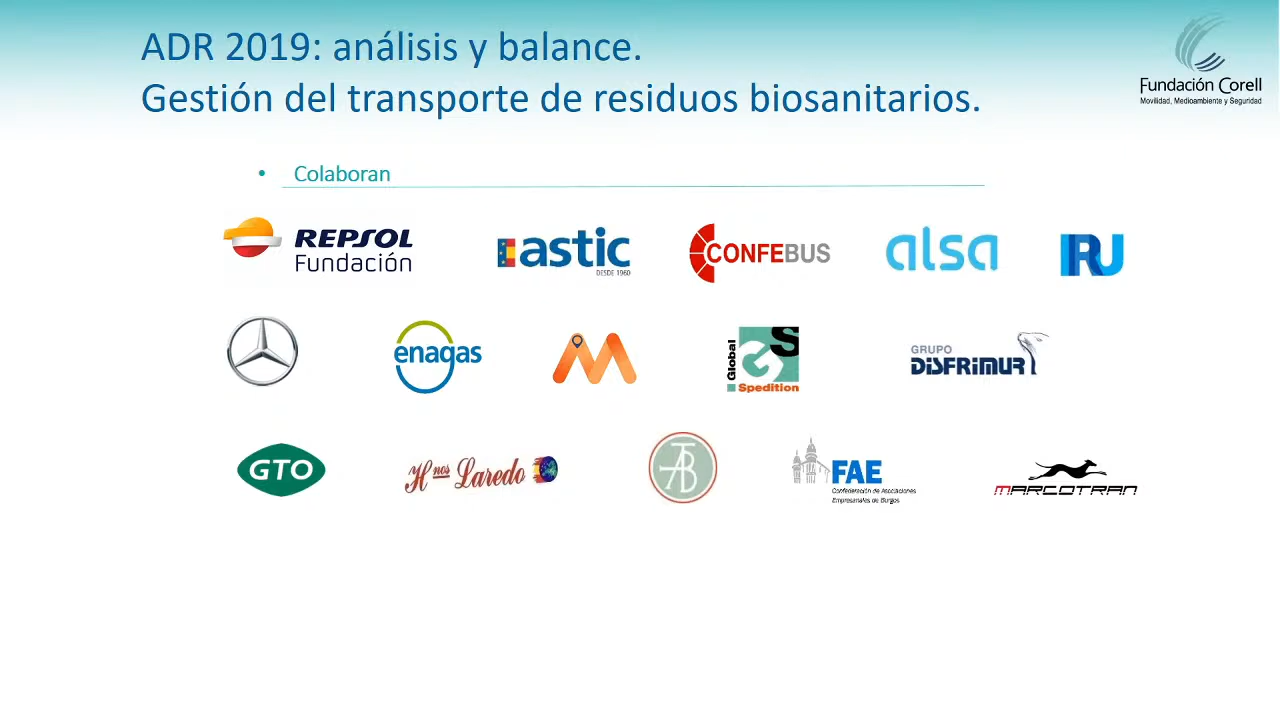 ADR 2019: análisis y balance.
Gestión del transporte de residuos biosanitarios.
Fundación Corell
Movilidad, Medioambiente y Seguridad
• Colaboran
REPSOL
Fundación
astic
DESDE 1960
CONFEBUS
alsa
IRU
enagas
Global
GS
Spedition
GRUPO
DISFRIMUR
GTO
Hnos Laredo
TAB
FAE
Confederación de Asociaciones
Empresariales de Burgos
MARCOTRAN